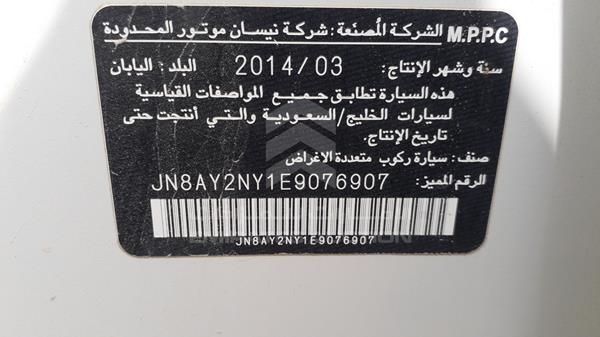 M.P.P.C الشركة المصنعة: شركة نيسان موتور المحدودة
سنة وشهر الإنتاج: 2014/03 البلد: اليابان
هذه السيارة تطابق جميع المواصفات القياسية
لسيارات الخليج/السعودية والتي أنتجت حتى
تاريخ الإنتاج.
صنف: سيارة ركوب متعددة الاغراض
الرقم المميز: JN8AY2NY1E9076907
JN8AY2NY1E9076907